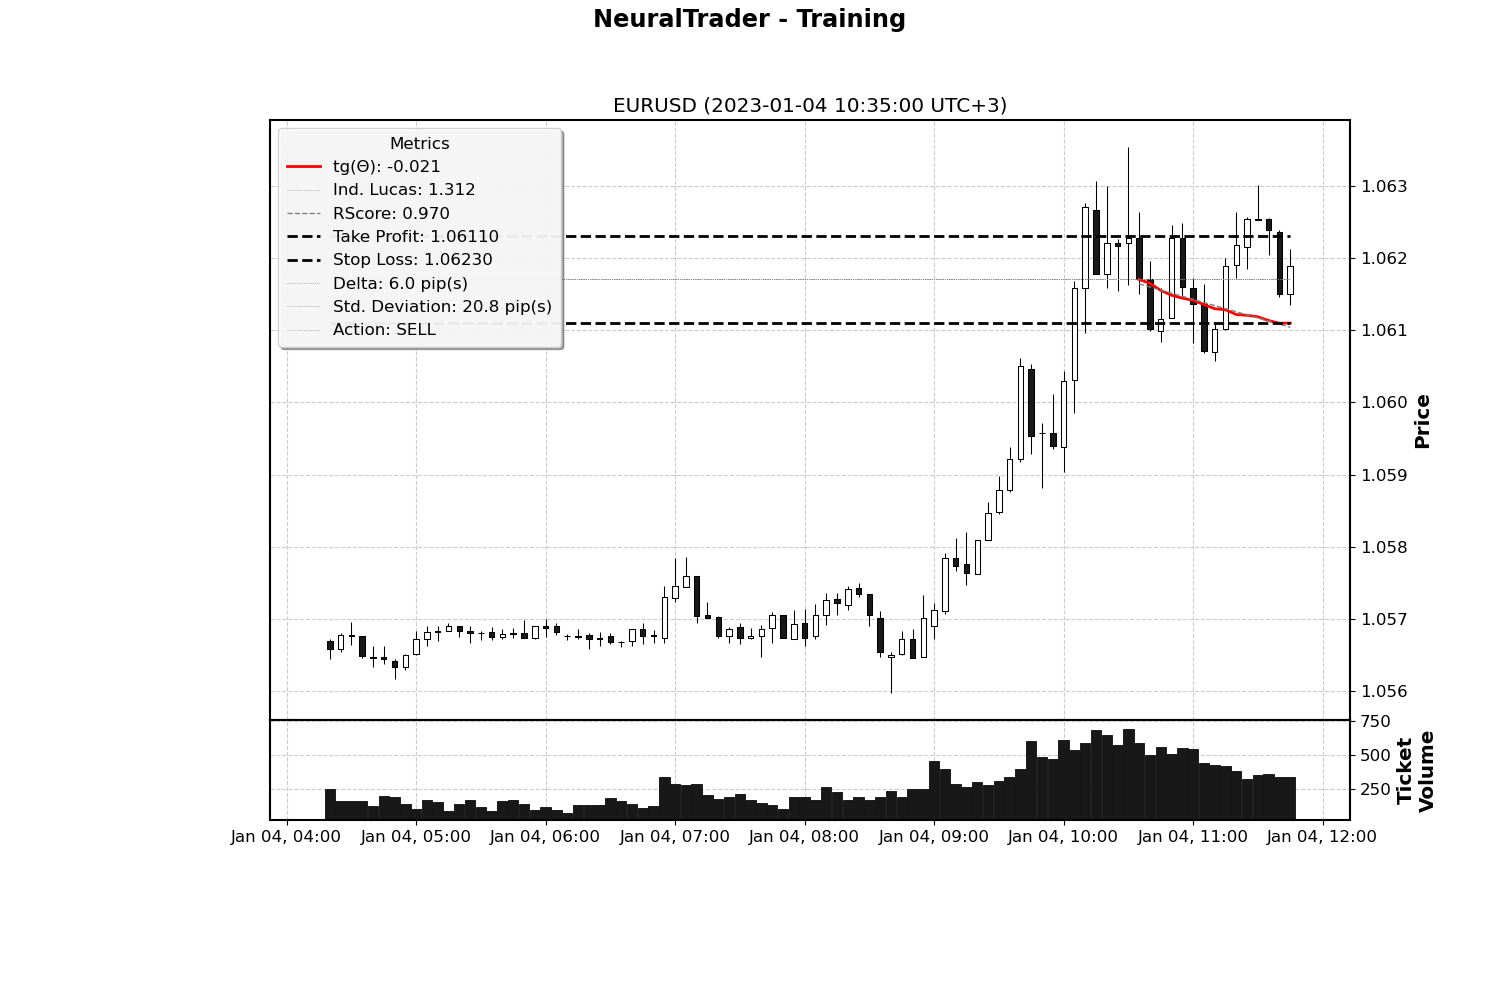 NeuralTrader - Training
EURUSD (2023-01-04 10:35:00 UTC+3)
Metrics
tg(Θ): -0.021
Ind. Lucas: 1.312
RScore: 0.970
Take Profit: 1.06110
Stop Loss: 1.06230
Delta: 6.0 pip(s)
Std. Deviation: 20.8 pip(s)
Action: SELL
1.063
1.062
1.061
1.060
1.059
1.058
1.057
1.056
Price
750
500
250
Ticket
Volume
Jan 04, 04:00
Jan 04, 05:00
Jan 04, 06:00
Jan 04, 07:00
Jan 04, 08:00
Jan 04, 09:00
Jan 04, 10:00
Jan 04, 11:00
Jan 04, 12:00